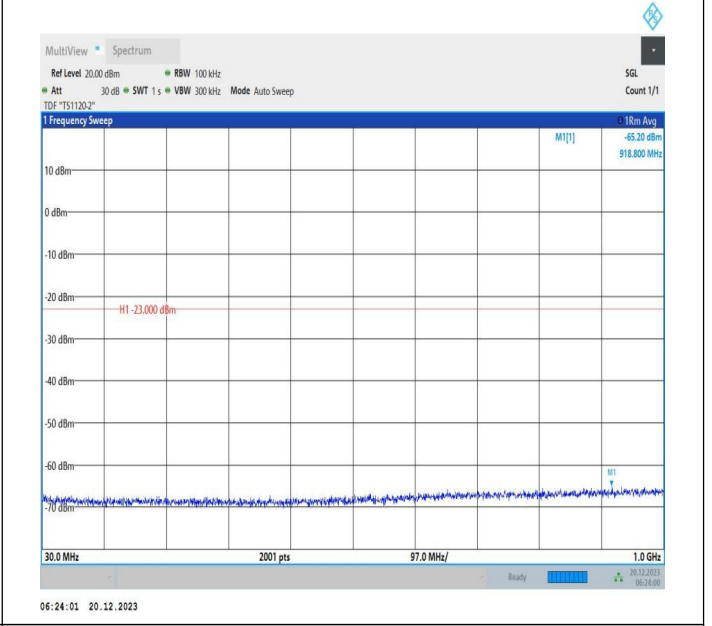 R S
MultiView Spectrum
Ref Level 20.00 dBm RBW 100 kHz SGL
Att 30 dB SWT 1 s VBW 300 kHz Mode Auto Sweep Count 1/1
TDF "TS1120-2"
1 Frequency Sweep 1Rm Avg
M1[1] -65.20 dBm
918.800 MHz
10 dBm
0 dBm
-10 dBm
-20 dBm
H1 -23.000 dBm
-30 dBm
-40 dBm
-50 dBm
-60 dBm
M1
-70 dBm
30.0 MHz 2001 pts 97.0 MHz/ 1.0 GHz
Ready 20.12.2023
06:24:00
06:24:01 20.12.2023